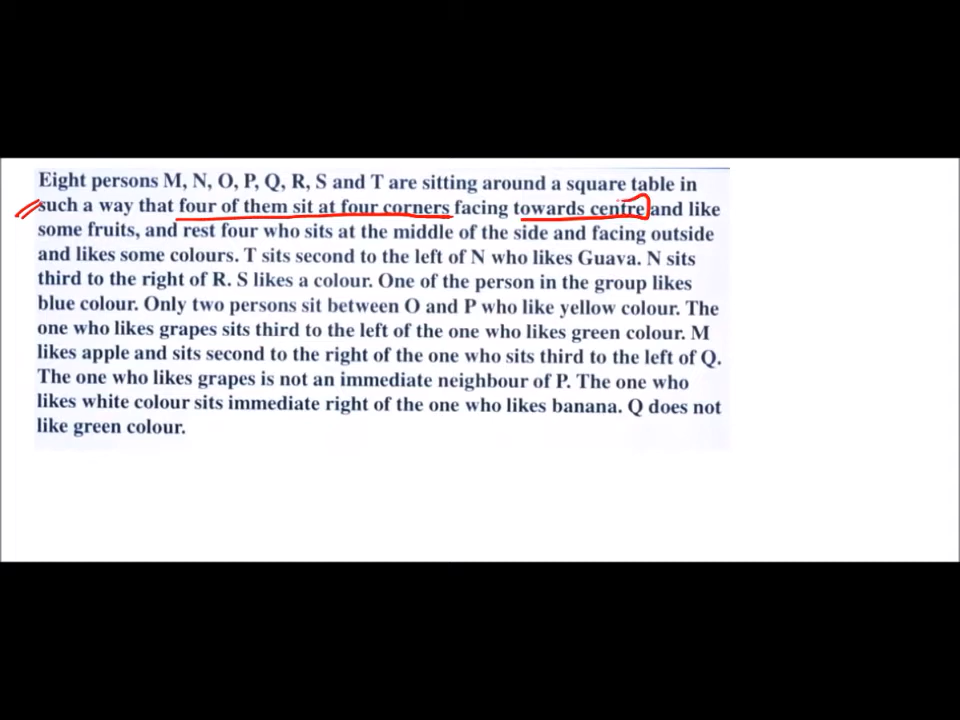 Eight persons M, N, O, P, Q, R, S and T are sitting around a square table in
such a way that four of them sit at four corners facing towards centre and like
some fruits, and rest four who sits at the middle of the side and facing outside
and likes some colours. T sits second to the left of N who likes Guava. N sits
third to the right of R. S likes a colour. One of the person in the group likes
blue colour. Only two persons sit between O and P who like yellow colour. The
one who likes grapes sits third to the left of the one who likes green colour. M
likes apple and sits second to the right of the one who sits third to the left of Q.
The one who likes grapes is not an immediate neighbour of P. The one who
likes white colour sits immediate right of the one who likes banana. Q does not
like green colour.